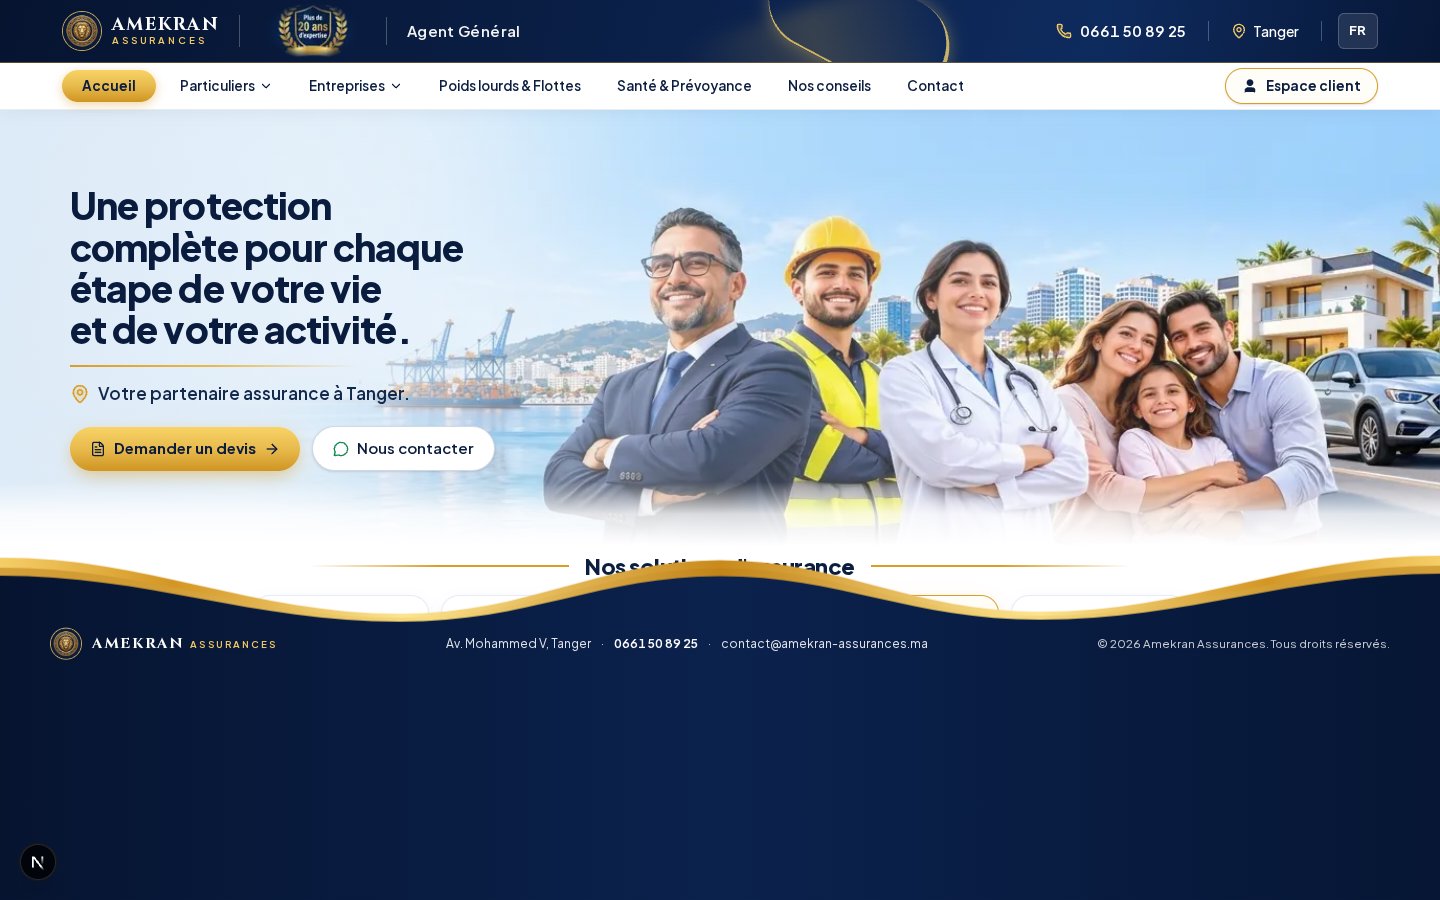 AMEKRAN
ASSURANCES
Plus de
20 ans
d'expertise
Agent Général
0661 50 89 25
Tanger
FR
Accueil
Particuliers
Entreprises
Poids lourds & Flottes
Santé & Prévoyance
Nos conseils
Contact
Espace client
Une protection
complète pour chaque
étape de votre vie
et de votre activité.
Votre partenaire assurance à Tanger.
Demander un devis
Nous contacter
Nos solutions d'assurance
AMEKRAN ASSURANCES
Av. Mohammed V, Tanger · 0661 50 89 25 · contact@amekran-assurances.ma
© 2026 Amekran Assurances. Tous droits réservés.
N